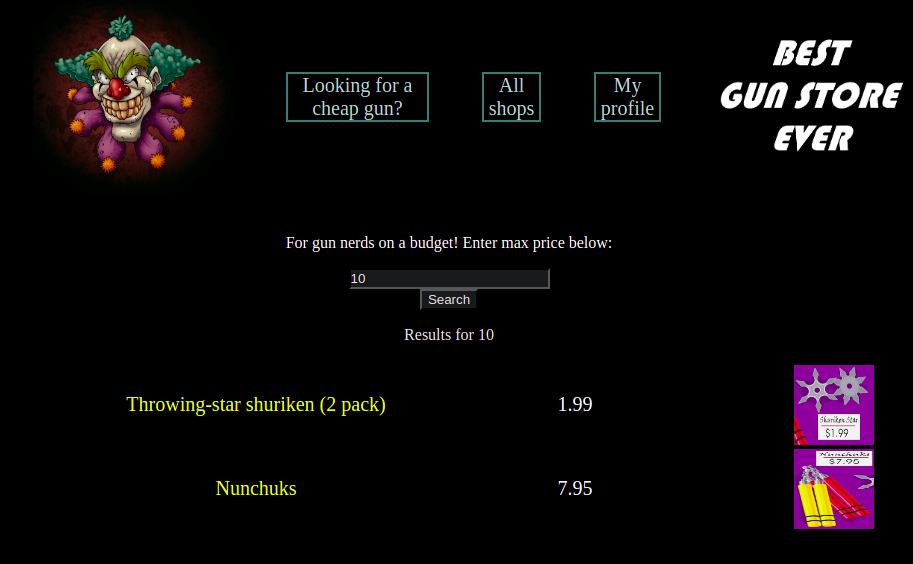 Looking for a
cheap gun?
All
shops
My
profile
BEST
GUN STORE
EVER
For gun nerds on a budget! Enter max price below:
10
Search
Results for 10
Throwing-star shuriken (2 pack)
1.99
Shuriken Star
$1.99
Nunchuks
7.95
Nunchuks
$7.95